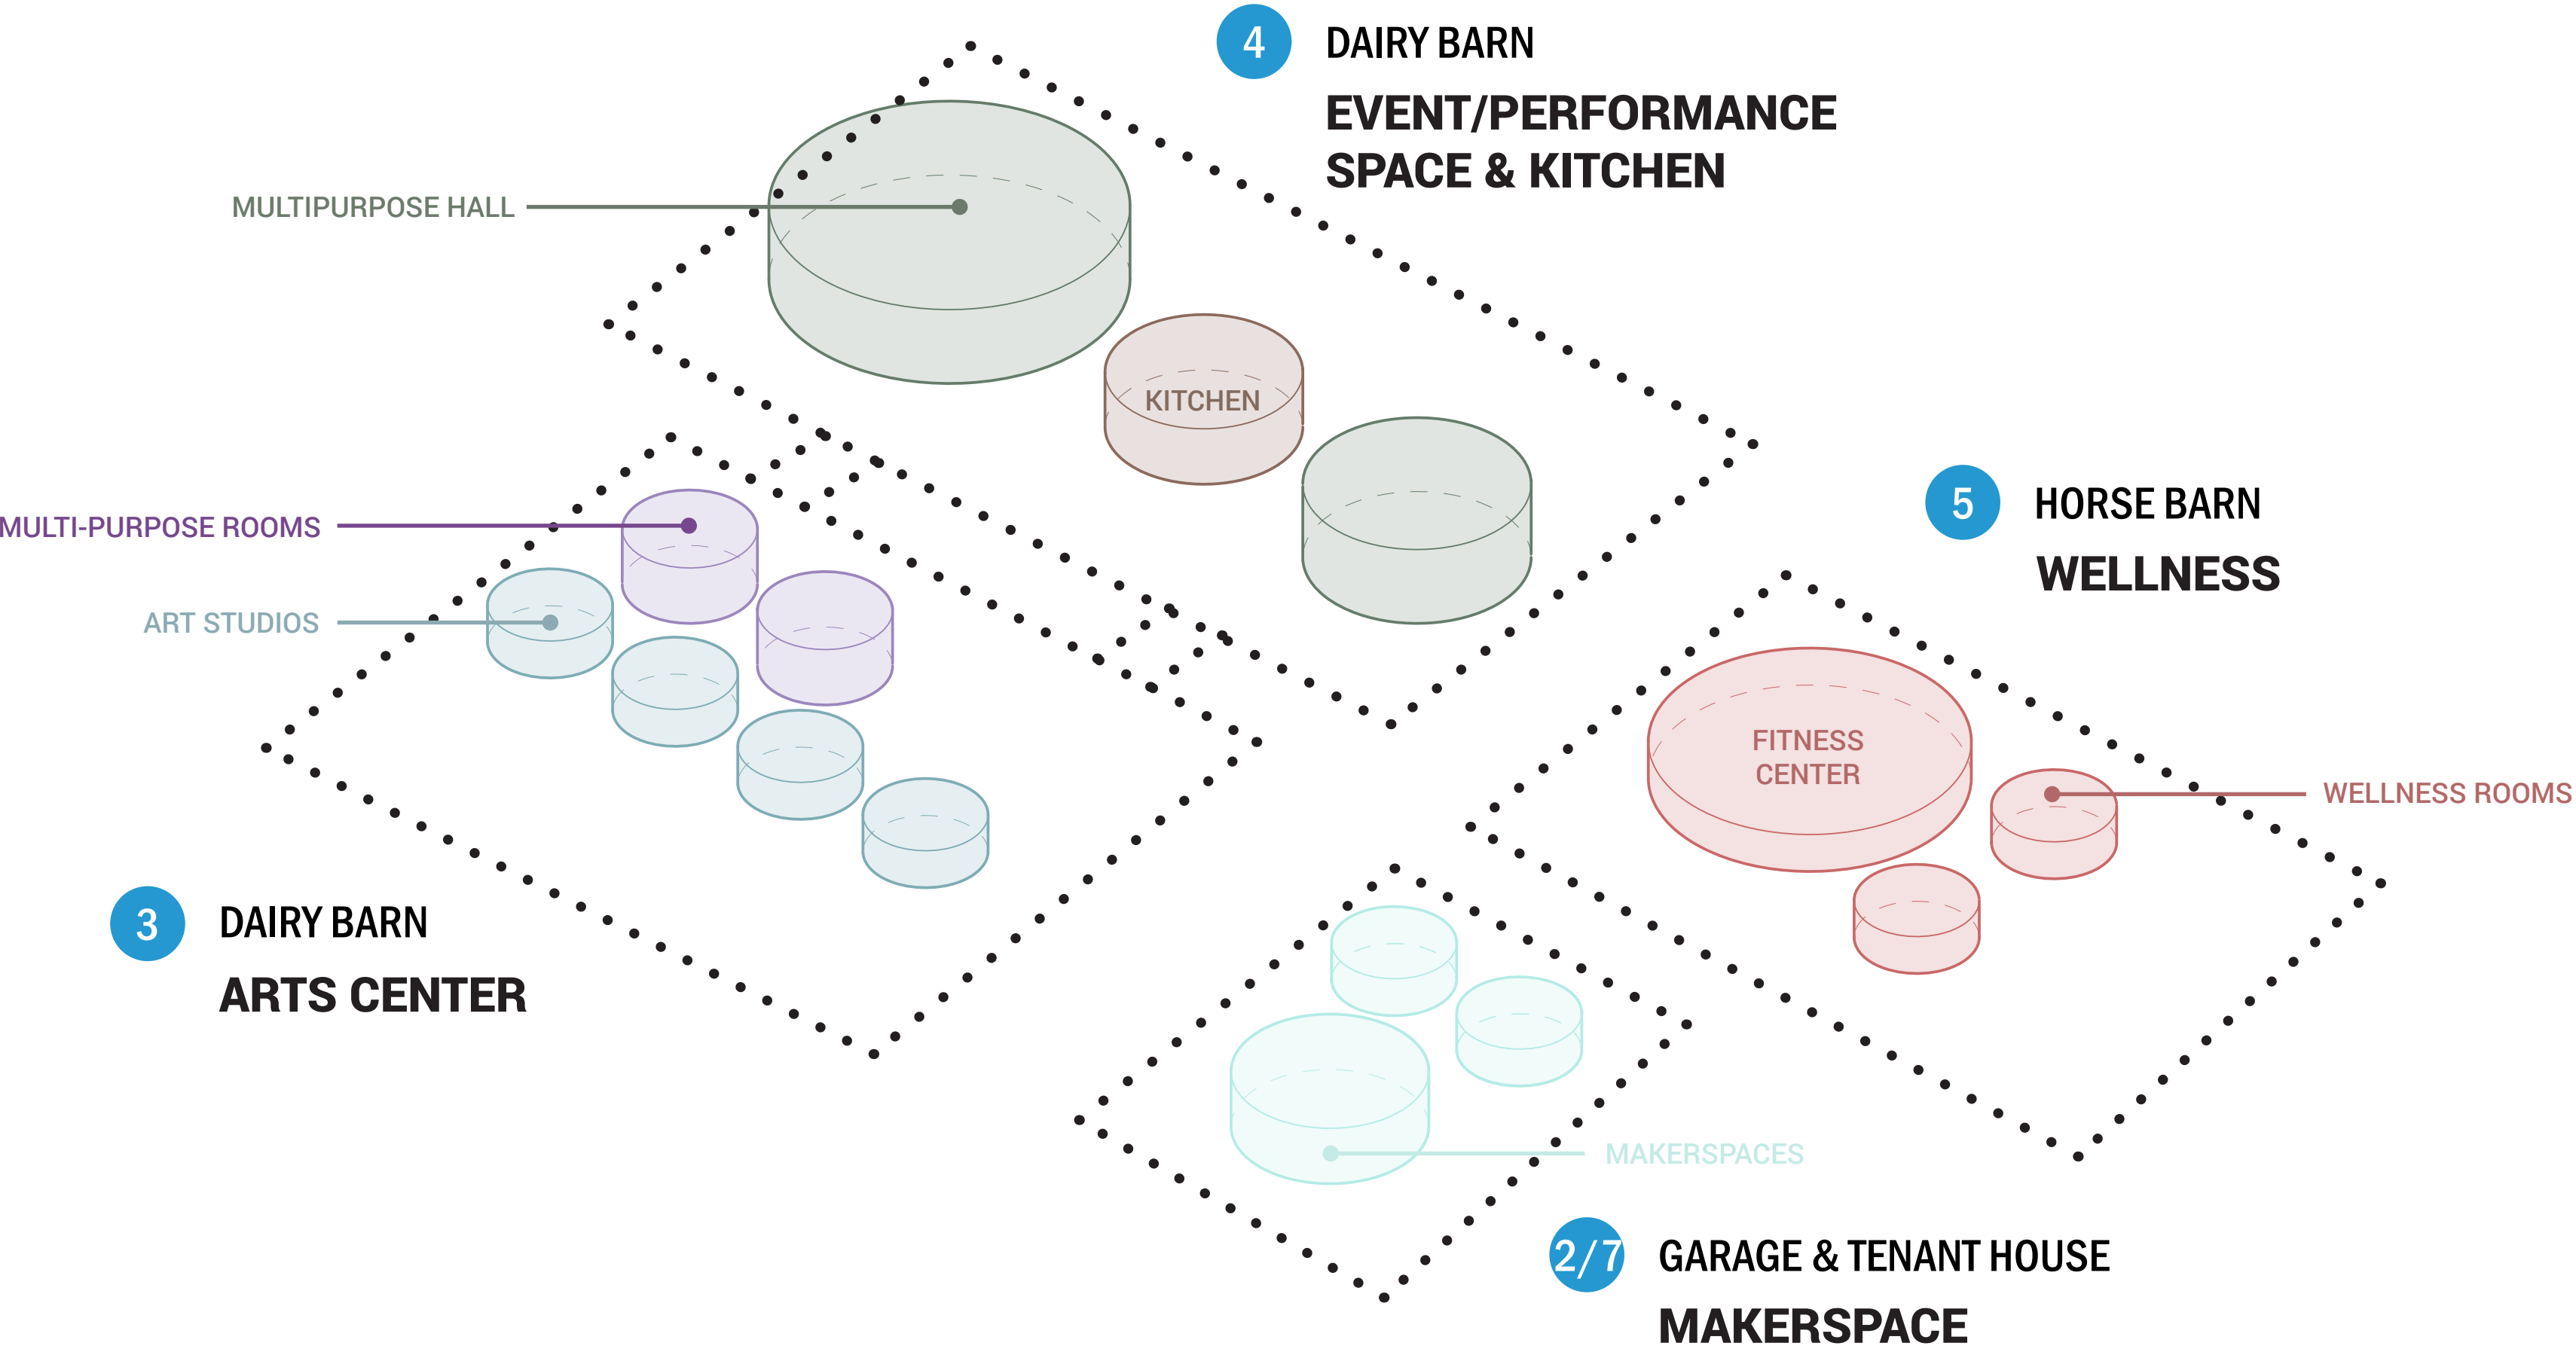 4
DAIRY BARN
EVENT/PERFORMANCE
SPACE & KITCHEN
MULTIPURPOSE HALL
KITCHEN
MULTI-PURPOSE ROOMS
ART STUDIOS
5
HORSE BARN
WELLNESS
FITNESS
CENTER
WELLNESS ROOMS
3
DAIRY BARN
ARTS CENTER
MAKERSPACES
2/7
GARAGE & TENANT HOUSE
MAKERSPACE